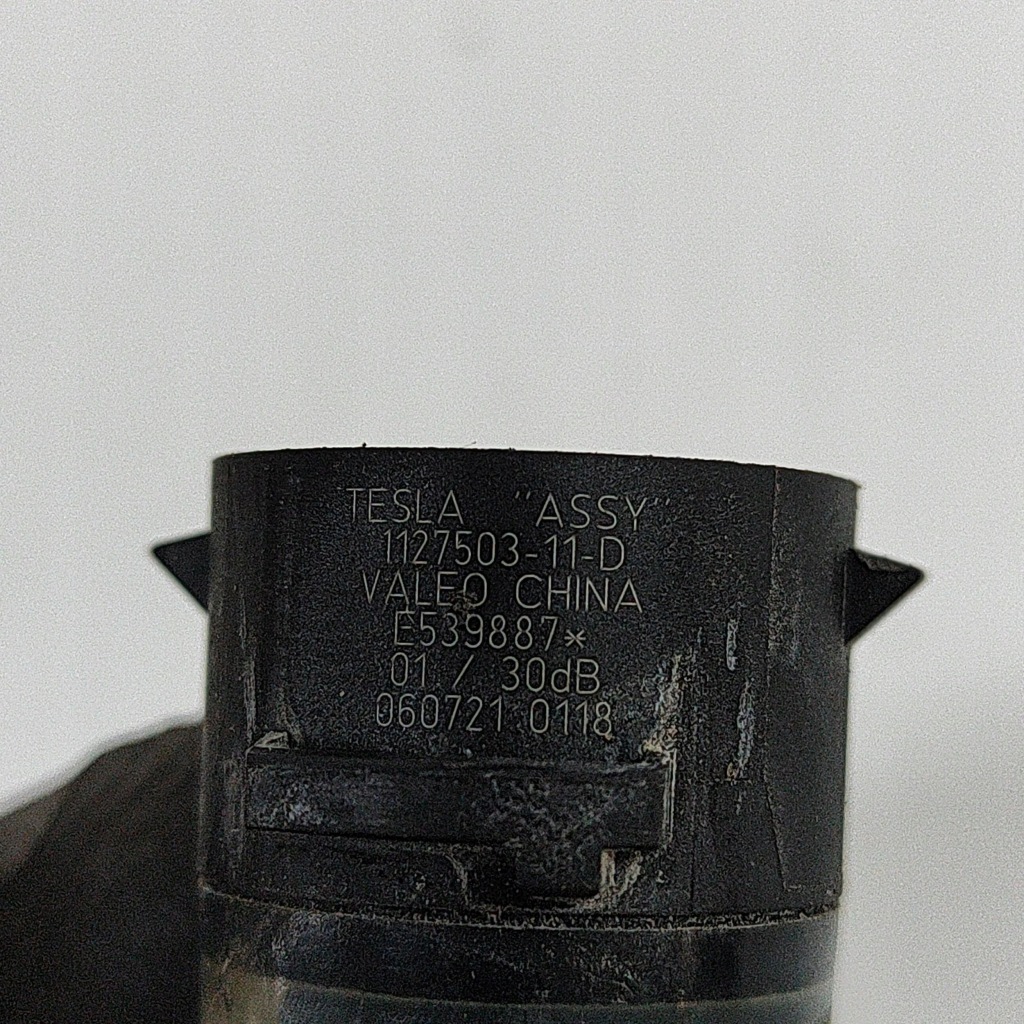 TESLA "ASSY"
1127503-11-D
VALEO CHINA
E539887*
01 / 30dB
060721 0118